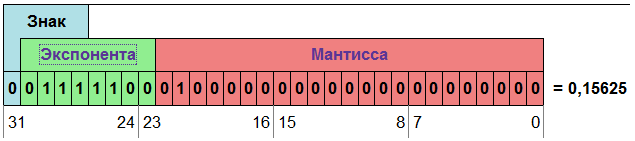 Знак
Экспонента Мантисса
0 0 1 1 1 1 1 0 0 0 1 0 0 0 0 0 0 0 0 0 0 0 0 0 0 0 0 0 0 0 0 0 = 0,15625
31 24 23 16 15 8 7 0